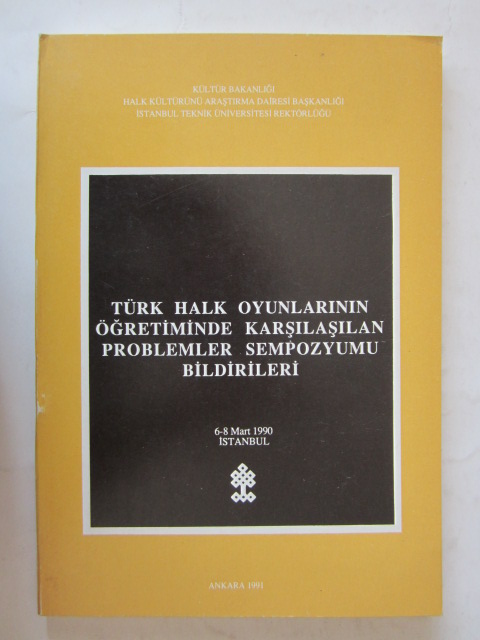 KÜLTÜR BAKANLIĞI
HALK KÜLTÜRÜNÜ ARAŞTIRMA DAİRESİ BAŞKANLIĞI
İSTANBUL TEKNİK ÜNİVERSİTESİ REKTÖRLÜĞÜ
TÜRK HALK OYUNLARININ
ÖĞRETİMİNDE KARŞILAŞILAN
PROBLEMLER SEMPOZYUMU
BİLDİRİLERİ
6-8 Mart 1990
İSTANBUL
ANKARA 1991